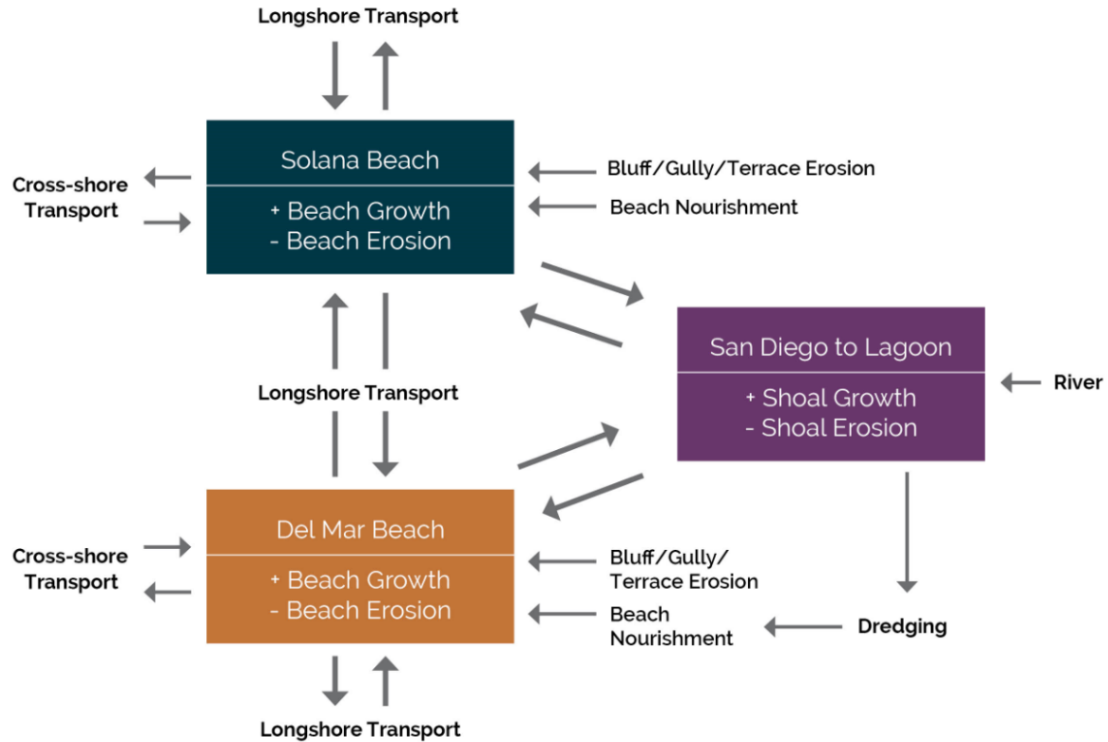 Longshore Transport
Solana Beach
+ Beach Growth
- Beach Erosion
Cross-shore
Transport
Bluff/Gully/Terrace Erosion
Beach Nourishment
San Diego to Lagoon
+ Shoal Growth
- Shoal Erosion
River
Longshore Transport
Del Mar Beach
+ Beach Growth
- Beach Erosion
Cross-shore
Transport
Bluff/Gully/
Terrace Erosion
Beach
Nourishment
Dredging
Longshore Transport